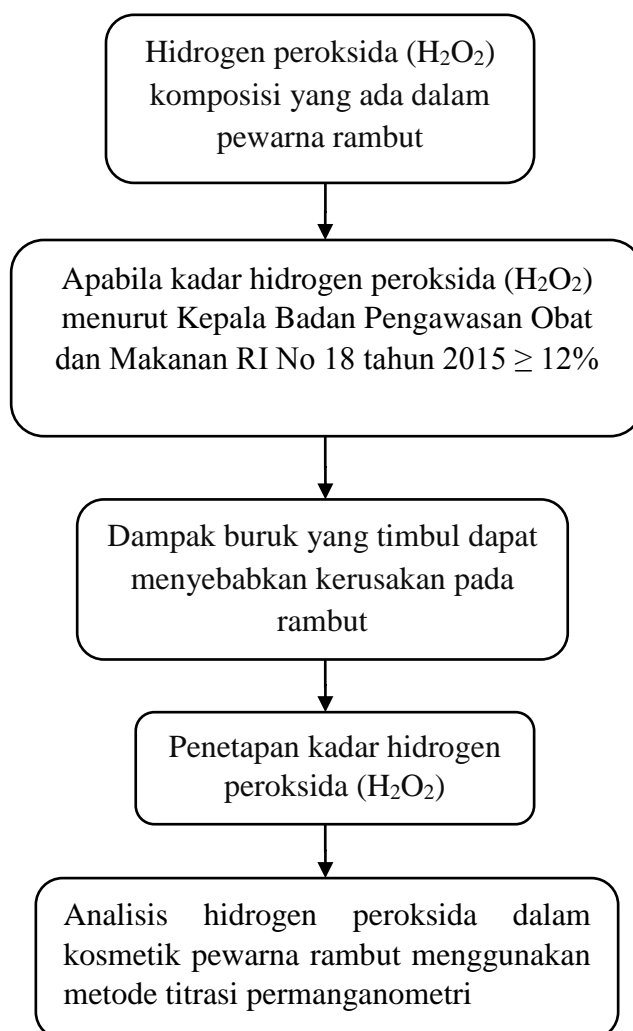 Hidrogen peroksida (H₂O₂)
komposisi yang ada dalam
pewarna rambut
Apabila kadar hidrogen peroksida (H₂O₂)
menurut Kepala Badan Pengawasan Obat
dan Makanan RI No 18 tahun 2015 ≥ 12%
Dampak buruk yang timbul dapat
menyebabkan kerusakan pada
rambut
Penetapan kadar hidrogen
peroksida (H₂O₂)
Analisis hidrogen peroksida dalam
kosmetik pewarna rambut menggunakan
metode titrasi permanganometri